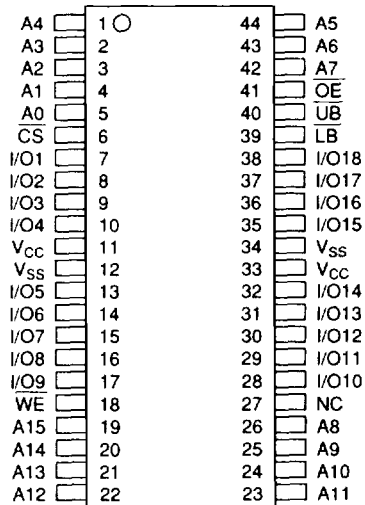 A4 1 44 A5
A3 2 43 A6
A2 3 42 A7
A1 4 41 OE
A0 5 40 UB
CS 6 39 LB
I/O1 7 38 I/O18
I/O2 8 37 I/O17
I/O3 9 36 I/O16
I/O4 10 35 I/O15
VCC 11 34 VSS
VSS 12 33 VCC
I/O5 13 32 I/O14
I/O6 14 31 I/O13
I/O7 15 30 I/O12
I/O8 16 29 I/O11
I/O9 17 28 I/O10
WE 18 27 NC
A15 19 26 A8
A14 20 25 A9
A13 21 24 A10
A12 22 23 A11